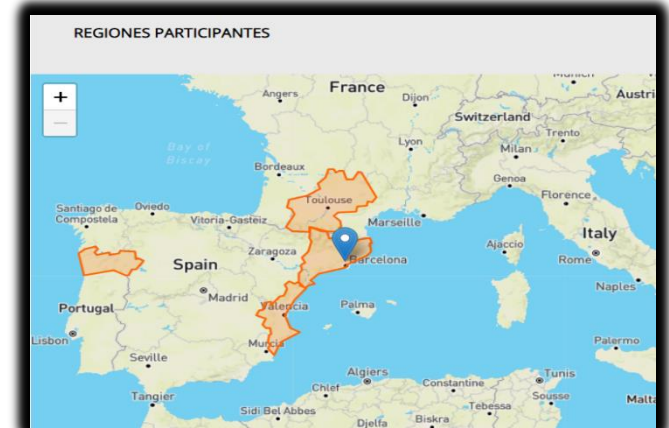 REGIONES PARTICIPANTES
+
−
France
Angers
Dijon
Austri
Switzerland
Bay of
Biscay
Lyon
Trento
Milan
Bordeaux
Genoa
Toulouse
Florence
Santiago de
Compostela
Oviedo
Vitoria-Gasteiz
Marseille
Italy
Zaragoza
Barcelona
Ajaccio
Rome
Spain
Naples
Madrid
Valencia
Palma
Portugal
Lisbon
Murcia
Palermo
Seville
Algiers
Tunis
Tangier
Chlef
Constantine
Sousse
Malta
Sidi Bel Abbes
Tebessa
Djelfa
Biskra